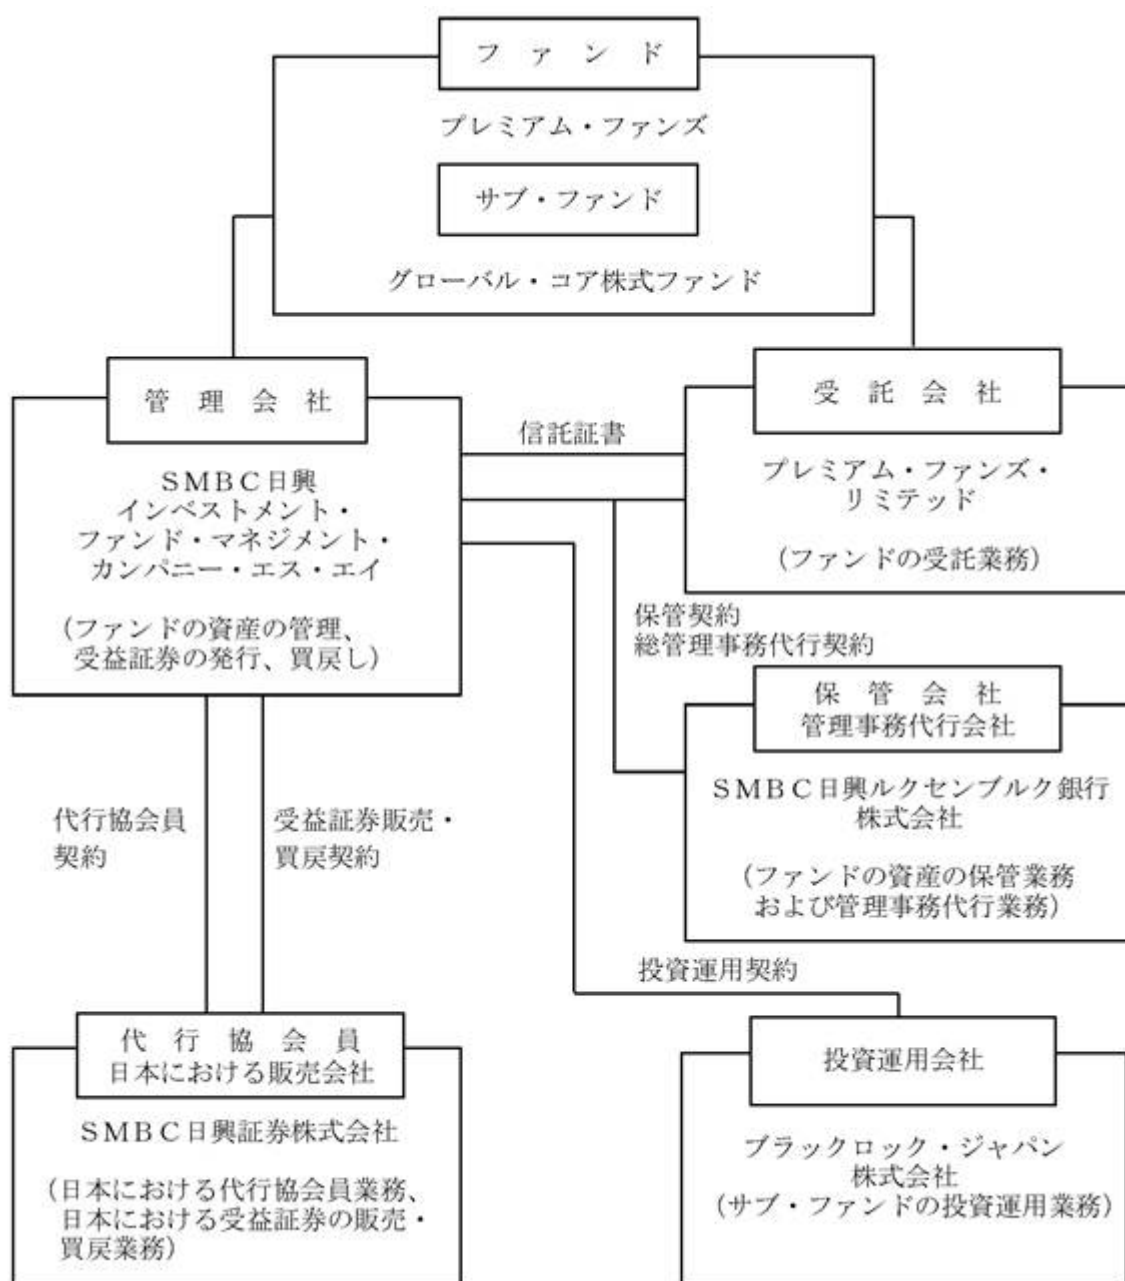 ファンド
プレミアム・ファンズ
サブ・ファンド
グローバル・コア株式ファンド
管理会社
SMBC日興
インベストメント・
ファンド・マネジメント・
カンパニー・エス・エイ
(ファンドの資産の管理、
受益証券の発行、買戻し)
信託証書
受託会社
プレミアム・ファンズ・
リミテッド
(ファンドの受託業務)
保管契約
総管理事務代行契約
保管会社
管理事務代行会社
SMBC日興ルクセンブルク銀行
株式会社
(ファンドの資産の保管業務
および管理事務代行業務)
代行協会員
契約
受益証券販売・
買戻契約
投資運用契約
代行協会員
日本における販売会社
SMBC日興証券株式会社
(日本における代行協会員業務、
日本における受益証券の販売・
買戻業務)
投資運用会社
ブラックロック・ジャパン
株式会社
(サブ・ファンドの投資運用業務)